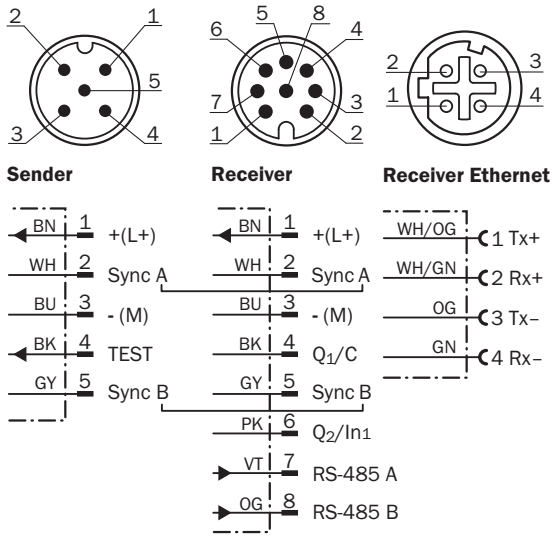 2 1
5
3 4
5 8
6 4
7 3
1 2
2 3
1 4
Sender
Receiver
Receiver Ethernet
BN 1 +(L+)
WH 2 Sync A
BU 3 - (M)
BK 4 TEST
GY 5 Sync B
BN 1 +(L+)
WH 2 Sync A
BU 3 - (M)
BK 4 Q1/C
GY 5 Sync B
PK 6 Q2/In1
VT 7 RS-485 A
OG 8 RS-485 B
WH/OG 1 Tx+
WH/GN 2 Rx+
OG 3 Tx–
GN 4 Rx–